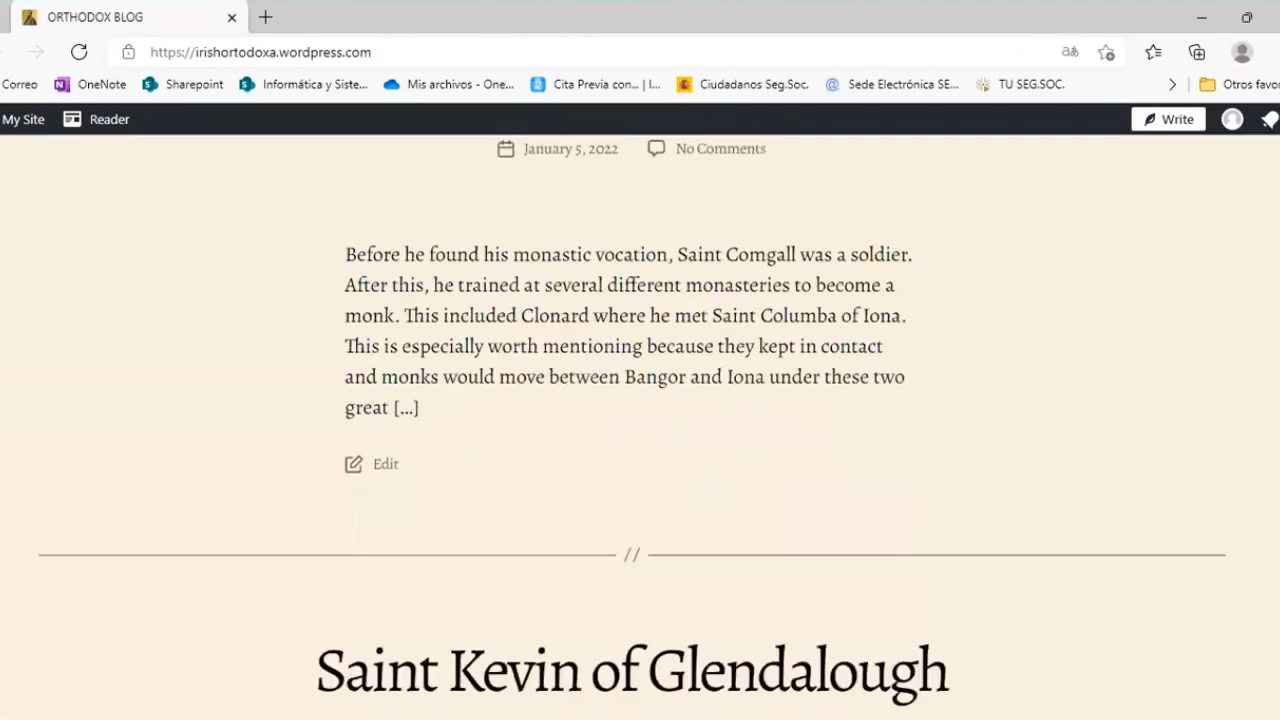 ORTHODOX BLOG
https://irishortodoxa.wordpress.com
Correo OneNote Sharepoint Informática y Siste... Mis archivos - One... Cita Previa con... | I... Ciudadanos Seg.Soc. Sede Electrónica SE... TU SEG.SOC. Otros favo
My Site Reader Write
January 5, 2022 No Comments
Before he found his monastic vocation, Saint Comgall was a soldier.
After this, he trained at several different monasteries to become a
monk. This included Clonard where he met Saint Columba of Iona.
This is especially worth mentioning because they kept in contact
and monks would move between Bangor and Iona under these two
great [...]
Edit
//
Saint Kevin of Glendalough